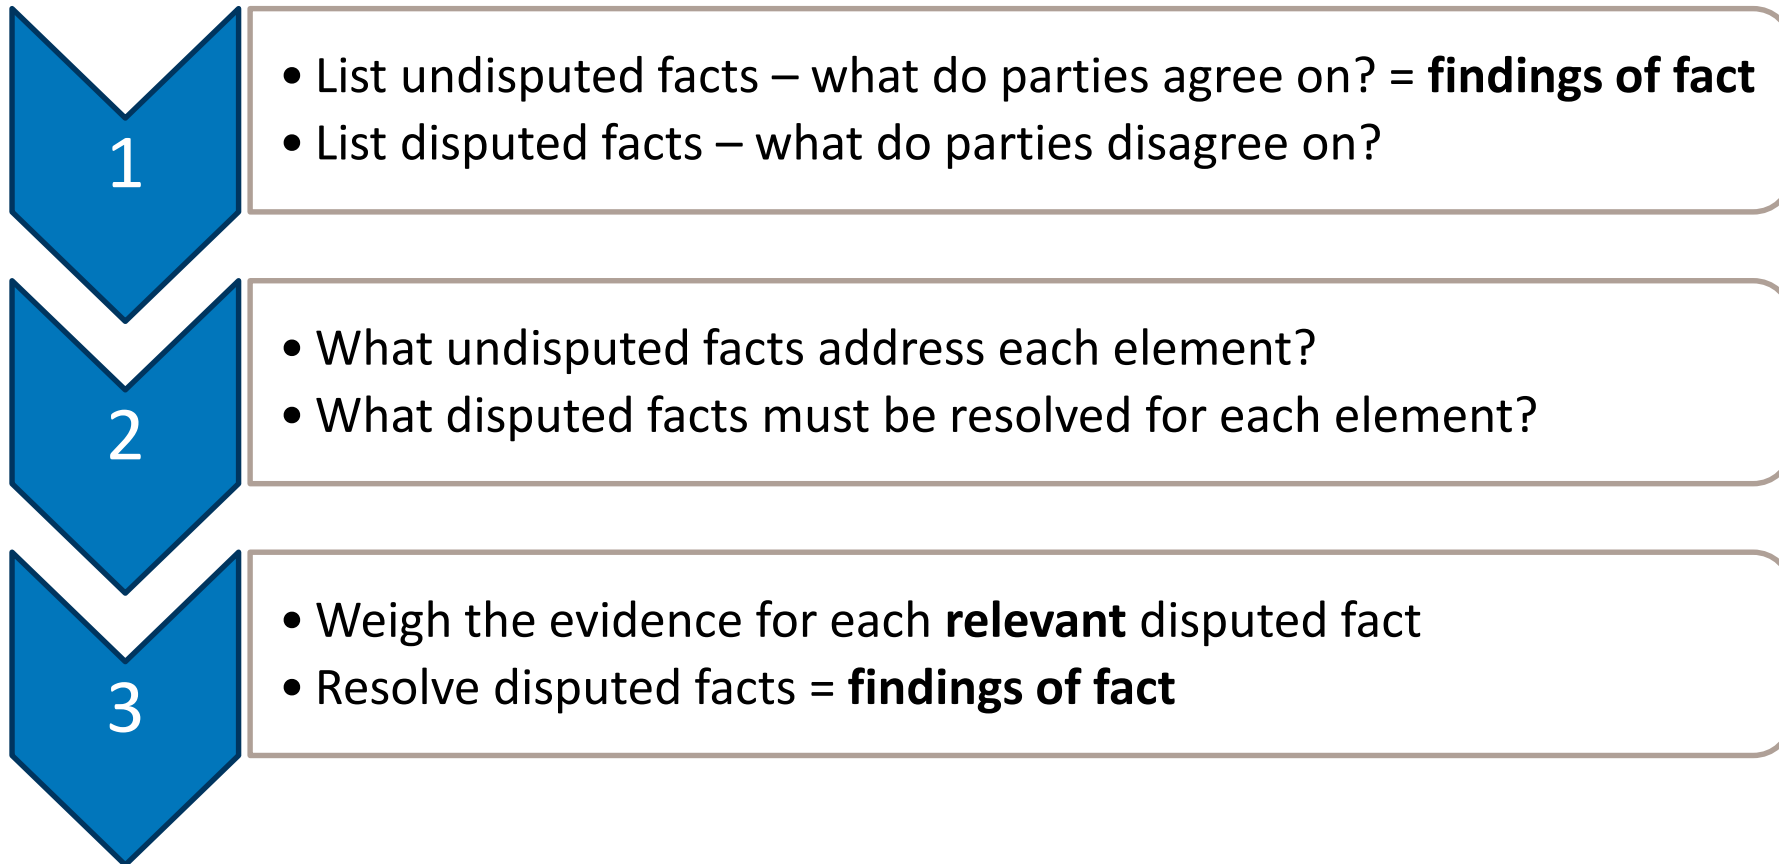 1
• List undisputed facts – what do parties agree on? = findings of fact
• List disputed facts – what do parties disagree on?
2
• What undisputed facts address each element?
• What disputed facts must be resolved for each element?
3
• Weigh the evidence for each relevant disputed fact
• Resolve disputed facts = findings of fact